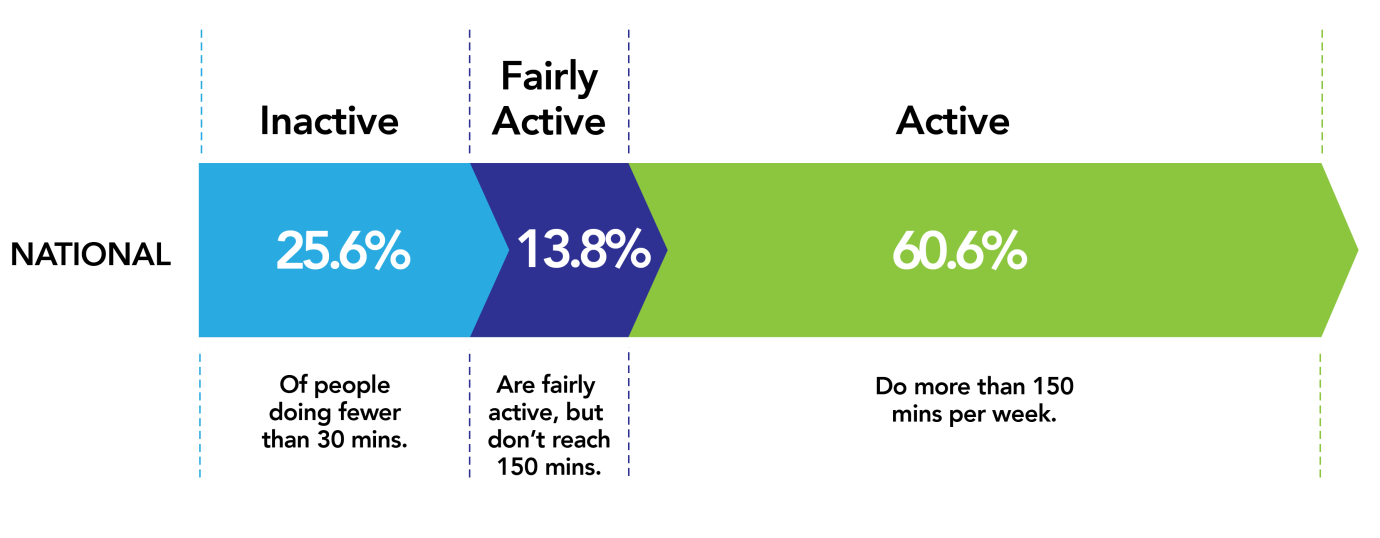 Inactive
Fairly
Active
Active
NATIONAL
25.6%
13.8%
60.6%
Of people
doing fewer
than 30 mins.
Are fairly
active, but
don’t reach
150 mins.
Do more than 150
mins per week.